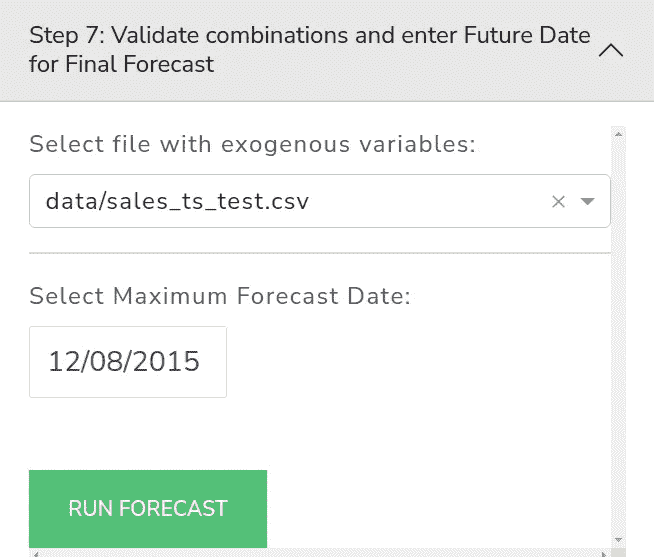 Step 7: Validate combinations and enter Future Date
for Final Forecast
Select file with exogenous variables:
data/sales_ts_test.csv
Select Maximum Forecast Date:
12/08/2015
RUN FORECAST